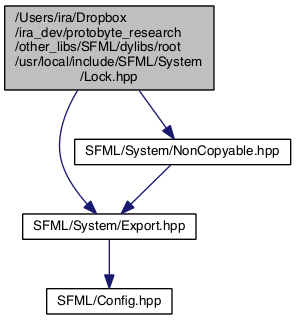 /Users/ira/Dropbox
/ira_dev/protobyte_research
/other_libs/SFML/dylibs/root
/usr/local/include/SFML/System
/Lock.hpp
SFML/System/NonCopyable.hpp
SFML/System/Export.hpp
SFML/Config.hpp